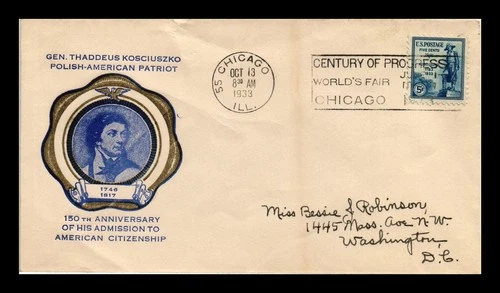 GEN. THADDEUS KOSCIUSZKO
POLISH-AMERICAN PATRIOT
1746
1817
150TH ANNIVERSARY
OF HIS ADMISSION TO
AMERICAN CITIZENSHIP
55 CHICAGO
OCT 13
8 30 AM
1933
ILL.
CENTURY OF PROGRESS
WORLD'S FAIR
CHICAGO
U.S. POSTAGE
FIVE CENTS
5
Miss Bessie S. Robinson,
1445 Mass. Ave N.W.
Washington,
D.C.